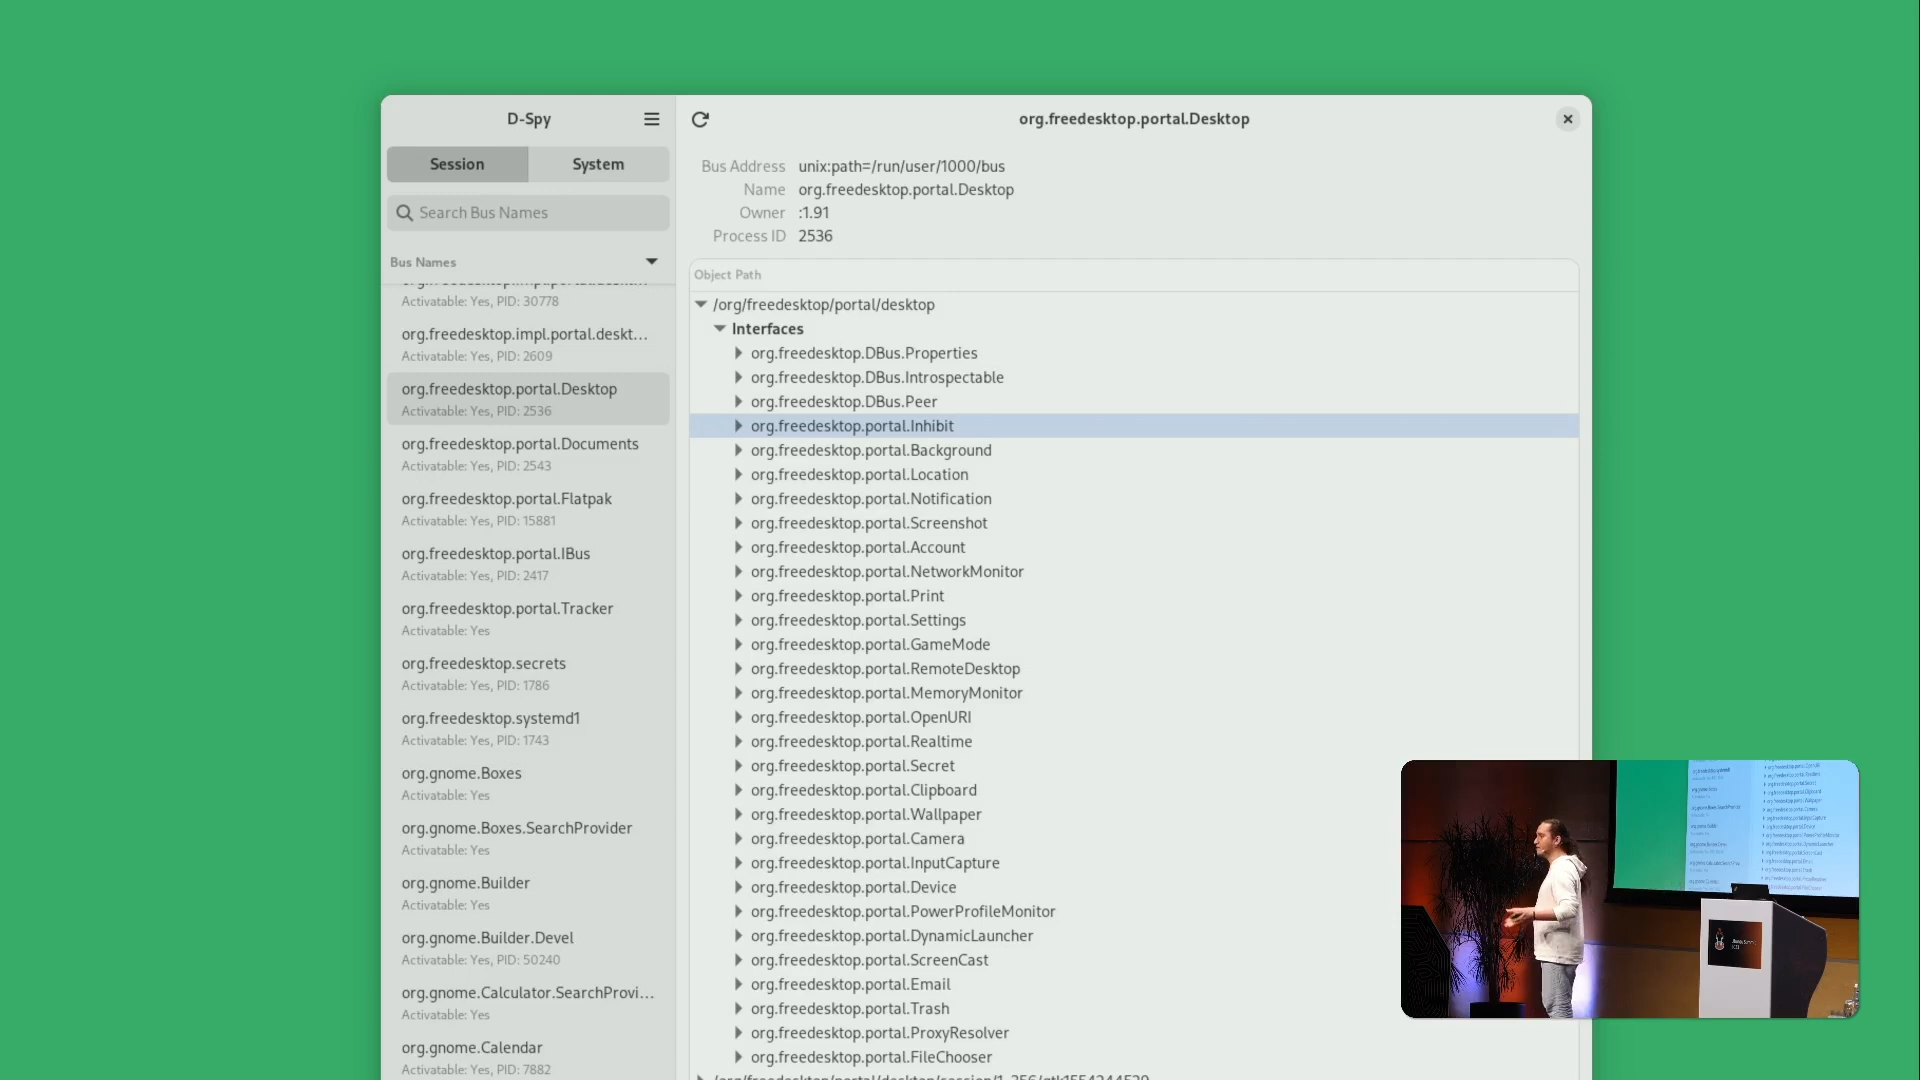 D-Spy
org.freedesktop.portal.Desktop
Session
System
Search Bus Names
Bus Names
Activatable: Yes, PID: 30778
org.freedesktop.impl.portal.deskt...
Activatable: Yes, PID: 2609
org.freedesktop.portal.Desktop
Activatable: Yes, PID: 2536
org.freedesktop.portal.Documents
Activatable: Yes, PID: 2543
org.freedesktop.portal.Flatpak
Activatable: Yes, PID: 15881
org.freedesktop.portal.IBus
Activatable: Yes, PID: 2417
org.freedesktop.portal.Tracker
Activatable: Yes
org.freedesktop.secrets
Activatable: Yes, PID: 1786
org.freedesktop.systemd1
Activatable: Yes, PID: 1743
org.gnome.Boxes
Activatable: Yes
org.gnome.Boxes.SearchProvider
Activatable: Yes
org.gnome.Builder
Activatable: Yes
org.gnome.Builder.Devel
Activatable: Yes, PID: 50240
org.gnome.Calculator.SearchProvi...
Activatable: Yes
org.gnome.Calendar
Activatable: Yes, PID: 7882
Bus Address unix:path=/run/user/1000/bus
Name org.freedesktop.portal.Desktop
Owner :1.91
Process ID 2536
Object Path
/org/freedesktop/portal/desktop
Interfaces
org.freedesktop.DBus.Properties
org.freedesktop.DBus.Introspectable
org.freedesktop.DBus.Peer
org.freedesktop.portal.Inhibit
org.freedesktop.portal.Background
org.freedesktop.portal.Location
org.freedesktop.portal.Notification
org.freedesktop.portal.Screenshot
org.freedesktop.portal.Account
org.freedesktop.portal.NetworkMonitor
org.freedesktop.portal.Print
org.freedesktop.portal.Settings
org.freedesktop.portal.GameMode
org.freedesktop.portal.RemoteDesktop
org.freedesktop.portal.MemoryMonitor
org.freedesktop.portal.OpenURI
org.freedesktop.portal.Realtime
org.freedesktop.portal.Secret
org.freedesktop.portal.Clipboard
org.freedesktop.portal.Wallpaper
org.freedesktop.portal.Camera
org.freedesktop.portal.InputCapture
org.freedesktop.portal.Device
org.freedesktop.portal.PowerProfileMonitor
org.freedesktop.portal.DynamicLauncher
org.freedesktop.portal.ScreenCast
org.freedesktop.portal.Email
org.freedesktop.portal.Trash
org.freedesktop.portal.ProxyResolver
org.freedesktop.portal.FileChooser